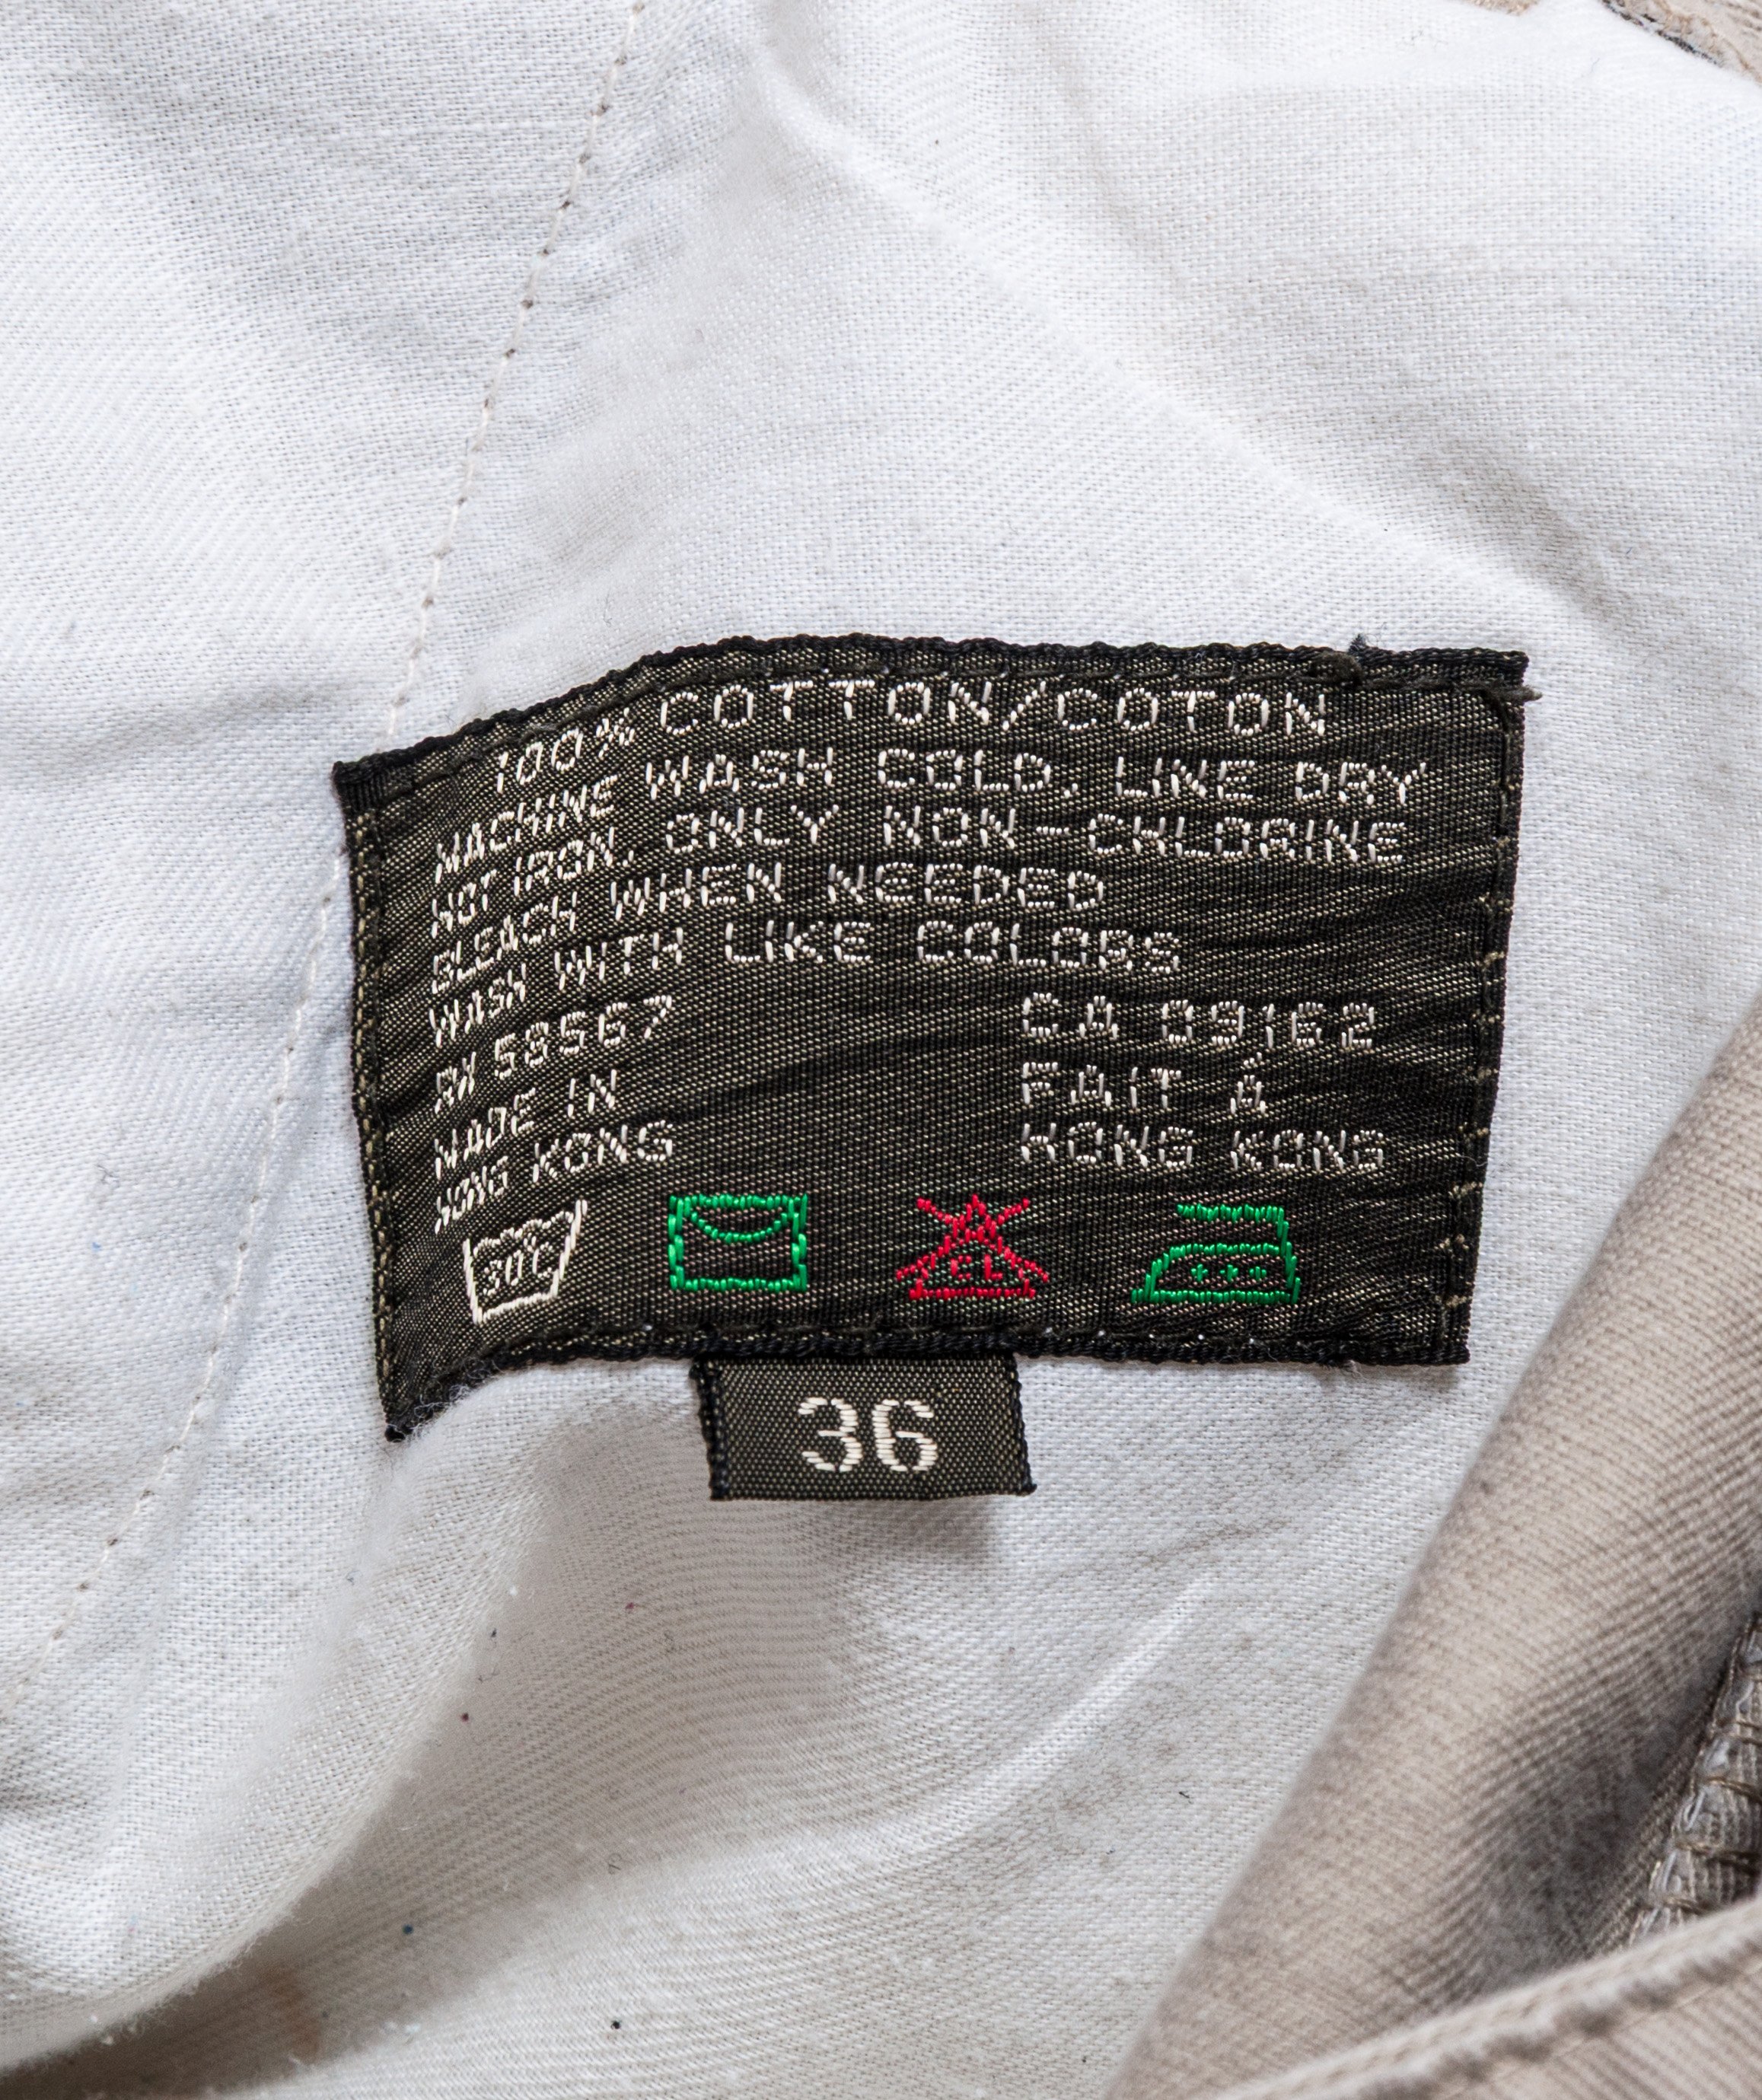 100% COTTON/COTON
MACHINE WASH COLD. LINE DRY
HOT IRON. ONLY NON-CHLORINE
BLEACH WHEN NEEDED
WASH WITH LIKE COLORS
RN 58567 CA 09162
MADE IN FAIT Á
HONG KONG HONG KONG
30°C CL
36